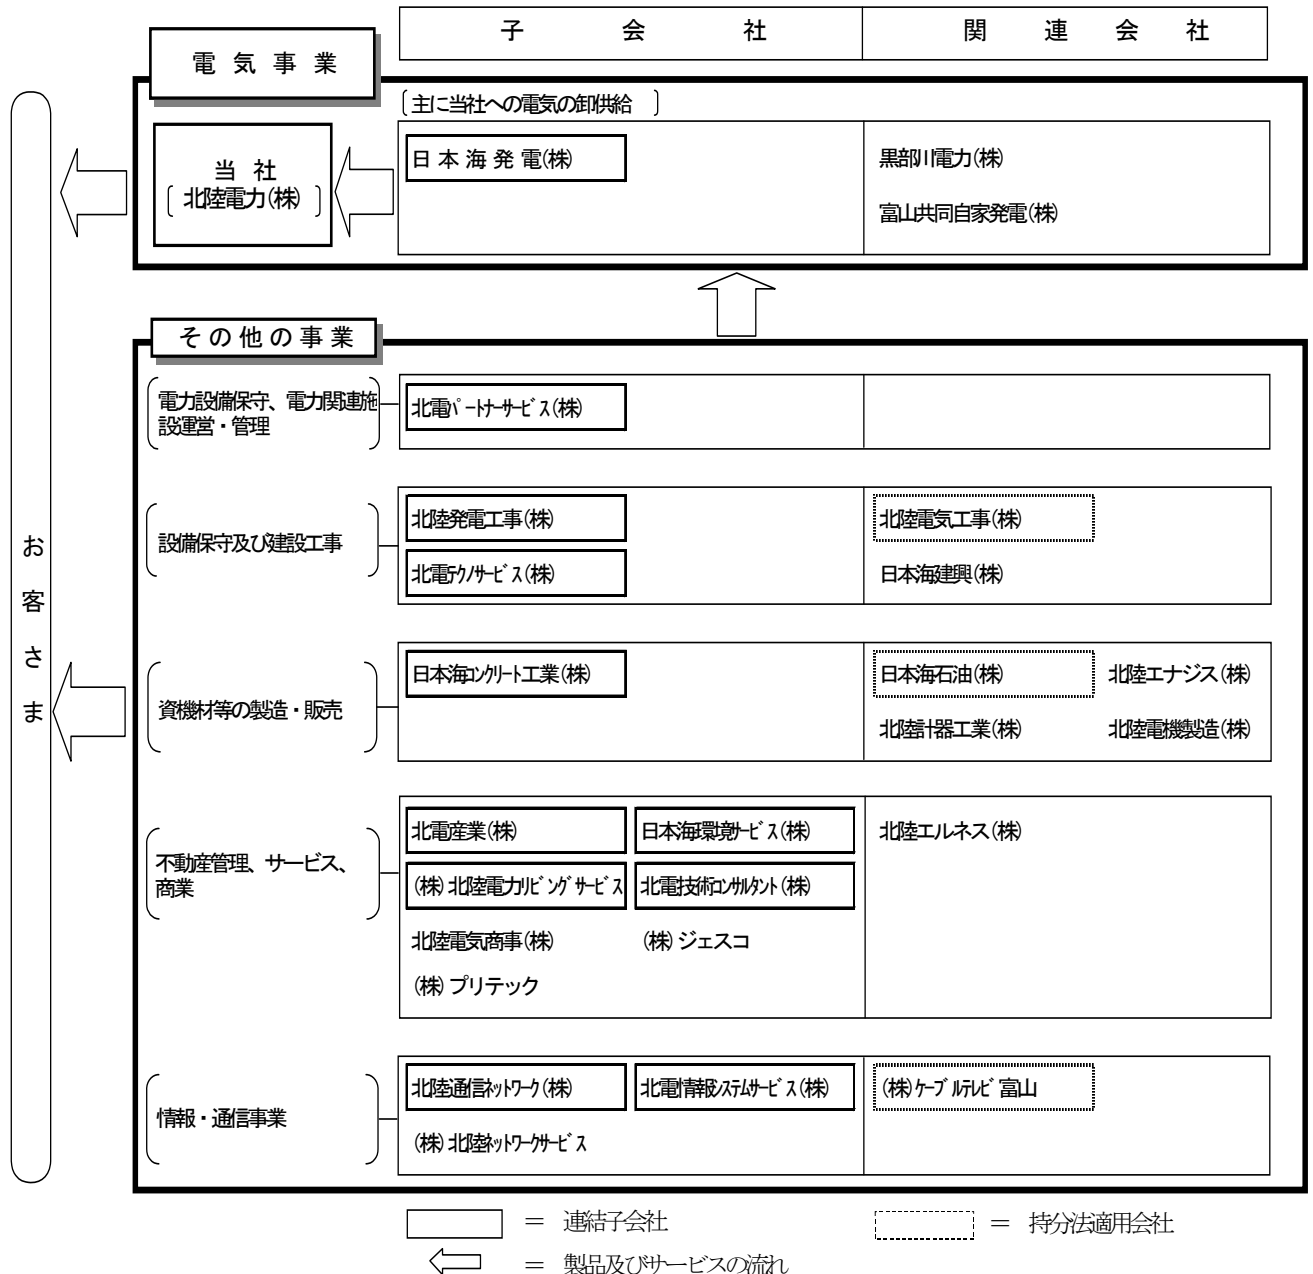 子会社 関連会社
電気事業
〔主に当社への電気の卸供給〕
当社
〔北陸電力(株)〕
日本海発電(株)
黒部川電力(株)
富山共同自家発電(株)
その他の事業
電力設備保守、電力関連施
設運営・管理
北電パートナーサービス(株)
設備保守及び建設工事
北陸発電工事(株)
北陸電気工事(株)
北電テクノサービス(株)
日本海建興(株)
資機材等の製造・販売
日本海コンクリート工業(株)
日本海石油(株) 北陸エナジス(株)
北陸計器工業(株) 北陸電機製造(株)
不動産管理、サービス、
商業
北電産業(株) 日本海環境サービス(株)
北陸エルネス(株)
(株)北陸電力リビングサービス 北電技術コンサルタント(株)
北陸電気商事(株) (株)ジェスコ
(株)プリテック
情報・通信事業
北陸通信ネットワーク(株) 北電情報システムサービス(株)
(株)ケーブルテレビ富山
(株)北陸ネットワークサービス
お客さま
= 連結子会社
= 持分法適用会社
= 製品及びサービスの流れ